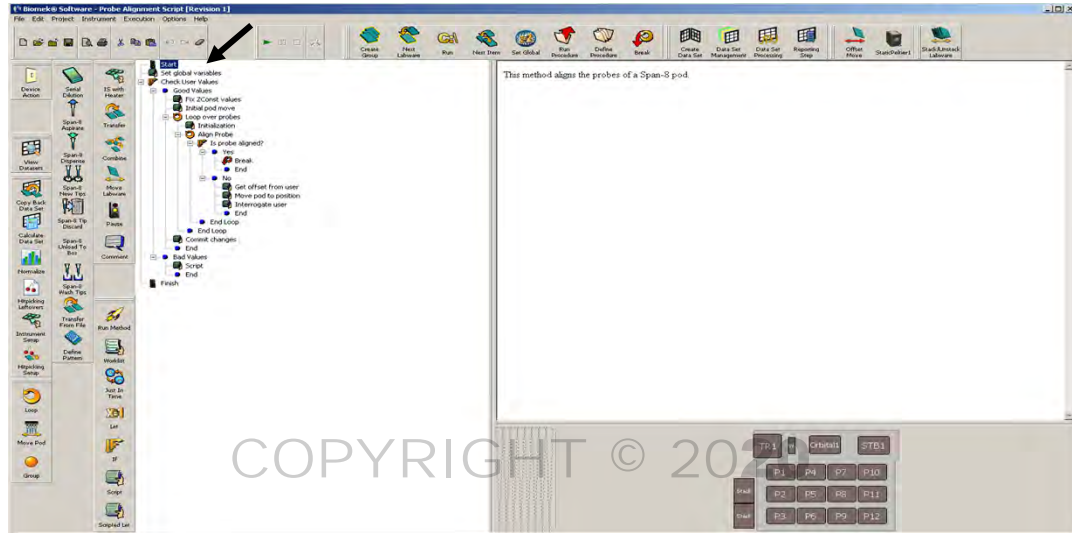 Biomek® Software - Probe Alignment Script [Revision 1]
File Edit Project Instrument Execution Options Help
Create Group
Next Labware
Run
Next Item
Set Global
Run Procedure
Define Procedure
Break
Create Data Set
Data Set Management
Data Set Processing
Reporting Step
Offset Move
StaticPeltier1
Stack/Unstack Labware
Device Action
View Datasets
Copy Back Data Set
Calculate Data Set
Normalize
Hitpicking Leftovers
Instrument Setup
Hitpicking Setup
Loop
Move Pod
Group
Serial Dilution
Span-8 Aspirate
Span-8 Dispense
Span-8 New Tips
Span-8 Tip Discard
Span-8 Unload To Box
Span-8 Wash Tips
Transfer From File
Define Pattern
IS with Heater
Transfer
Combine
Move Labware
Pause
Comment
Run Method
Worklist
Just In Time
Let
If
Script
Scripted Let
Start
Set global variables
Check User Values
Good Values
Fix ZConst values
Initial pod move
Loop over probes
Initialization
Align Probe
Is probe aligned?
Yes
Break
End
No
Get offset from user
Move pod to position
Interrogate user
End
End Loop
End Loop
Commit changes
End
Bad Values
Script
End
Finish
This method aligns the probes of a Span-8 pod.
TR1 Orbital1 STB1
P1 P4 P7 P10
P2 P5 P8 P11
P3 P6 P9 P12
COPYRIGHT ©